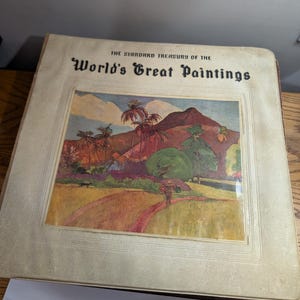 THE STANDARD TREASURY OF THE
World's Great Paintings